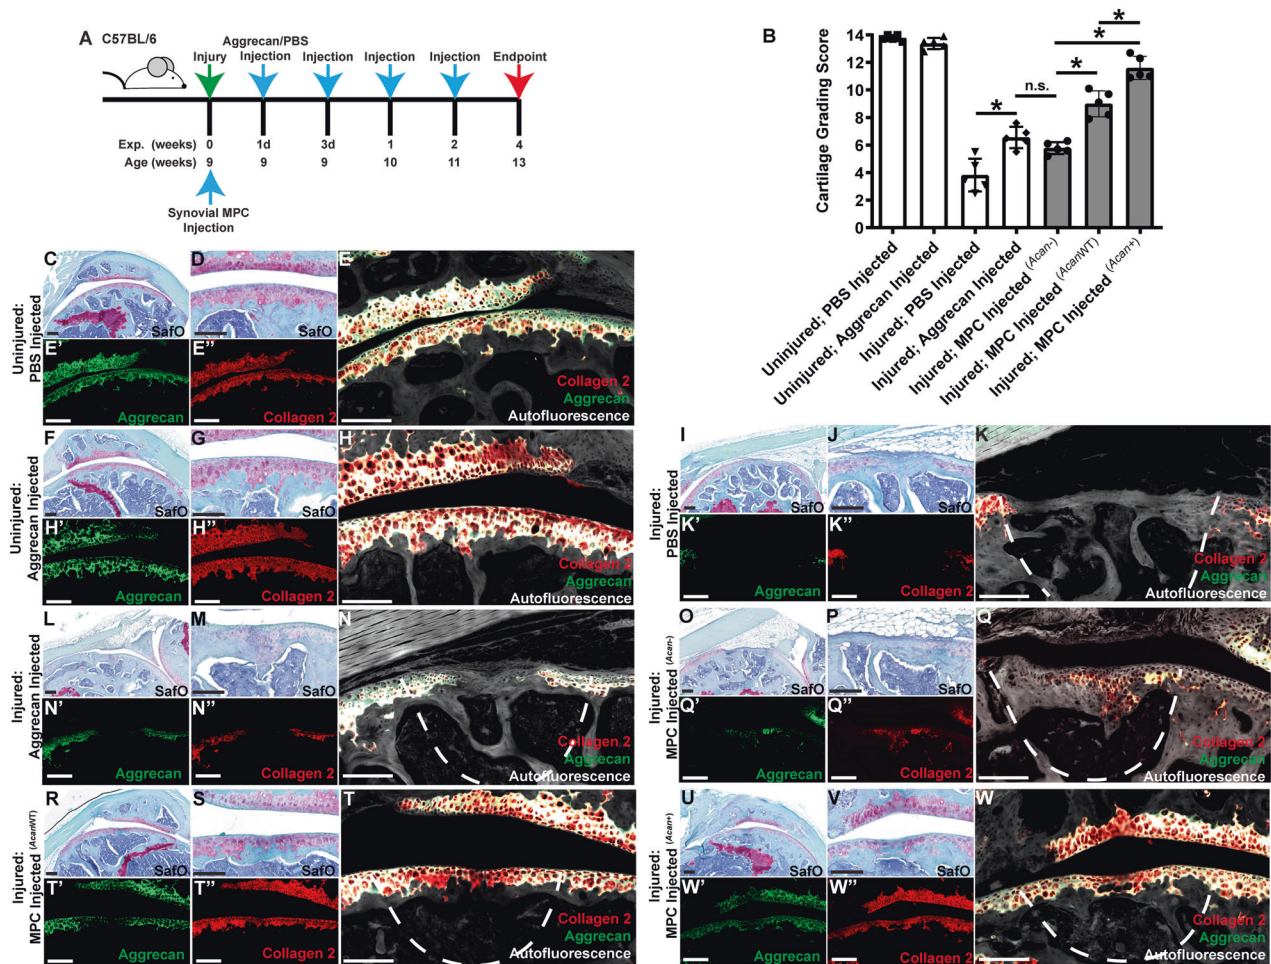 A
C57BL/6
Injury
Aggrecan/PBS
Injection
Injection
Injection
Injection
Endpoint
Exp. (weeks) 0 1d 3d 1 2 4
Age (weeks) 9 9 9 10 11 13
Synovial MPC
Injection
B
Cartilage Grading Score
14
12
10
8
6
4
2
0
*
n.s.
*
*
*
Uninjured; PBS Injected
Uninjured; Aggrecan Injected
Injured; PBS Injected
Injured; Aggrecan Injected
Injured; MPC Injected (Acan-)
Injured; MPC Injected (AcanWT)
Injured; MPC Injected (Acan+)
Uninjured:
PBS Injected
C
SafO
D
SafO
E
Collagen 2
Aggrecan
Autofluorescence
E'
Aggrecan
E''
Collagen 2
Uninjured:
Aggrecan Injected
F
SafO
G
SafO
H
Collagen 2
Aggrecan
Autofluorescence
H'
Aggrecan
H''
Collagen 2
Injured:
PBS Injected
I
SafO
J
SafO
K
Collagen 2
Aggrecan
Autofluorescence
K'
Aggrecan
K''
Collagen 2
Injured:
Aggrecan Injected
L
SafO
M
SafO
N
Collagen 2
Aggrecan
Autofluorescence
N'
Aggrecan
N''
Collagen 2
Injured:
MPC Injected (Acan-)
O
SafO
P
SafO
Q
Collagen 2
Aggrecan
Autofluorescence
Q'
Aggrecan
Q''
Collagen 2
Injured:
MPC Injected (AcanWT)
R
SafO
S
SafO
T
Collagen 2
Aggrecan
Autofluorescence
T'
Aggrecan
T''
Collagen 2
Injured:
MPC Injected (Acan+)
U
SafO
V
SafO
W
Collagen 2
Aggrecan
Autofluorescence
W'
Aggrecan
W''
Collagen 2